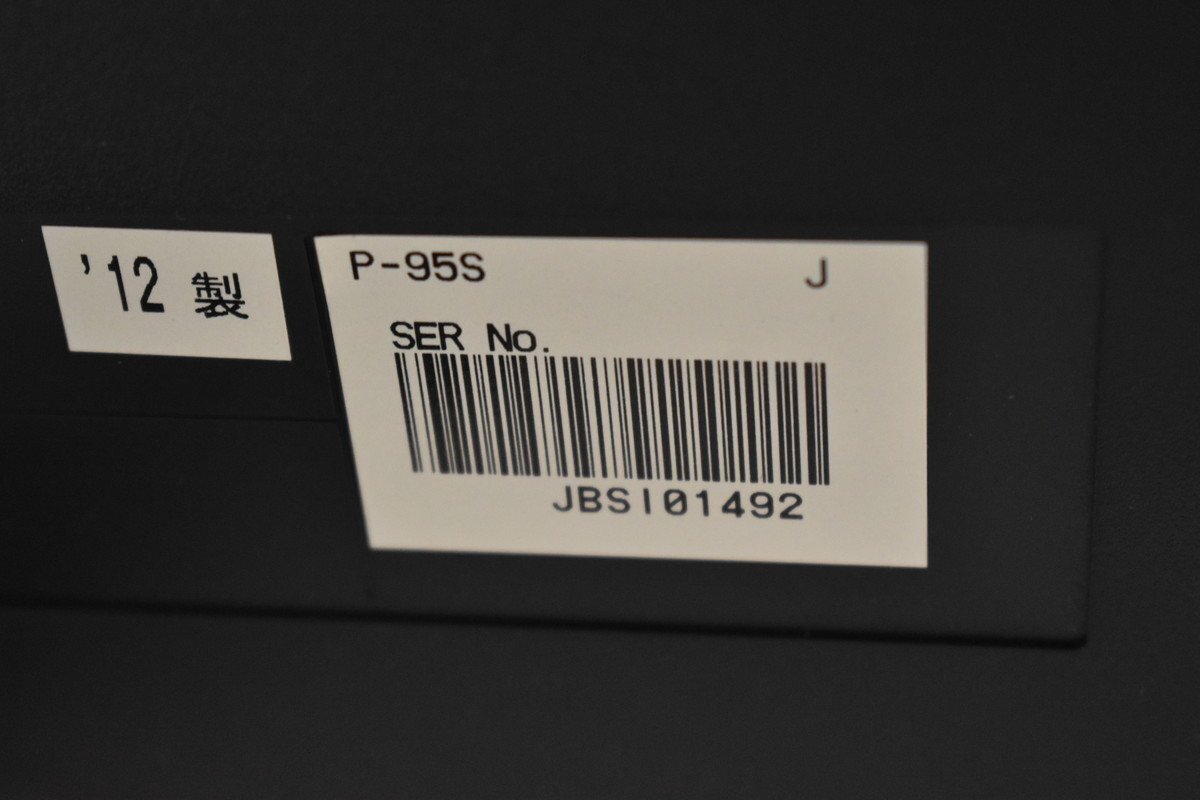 '12 製
P-95S J
SER No.
JBSI01492